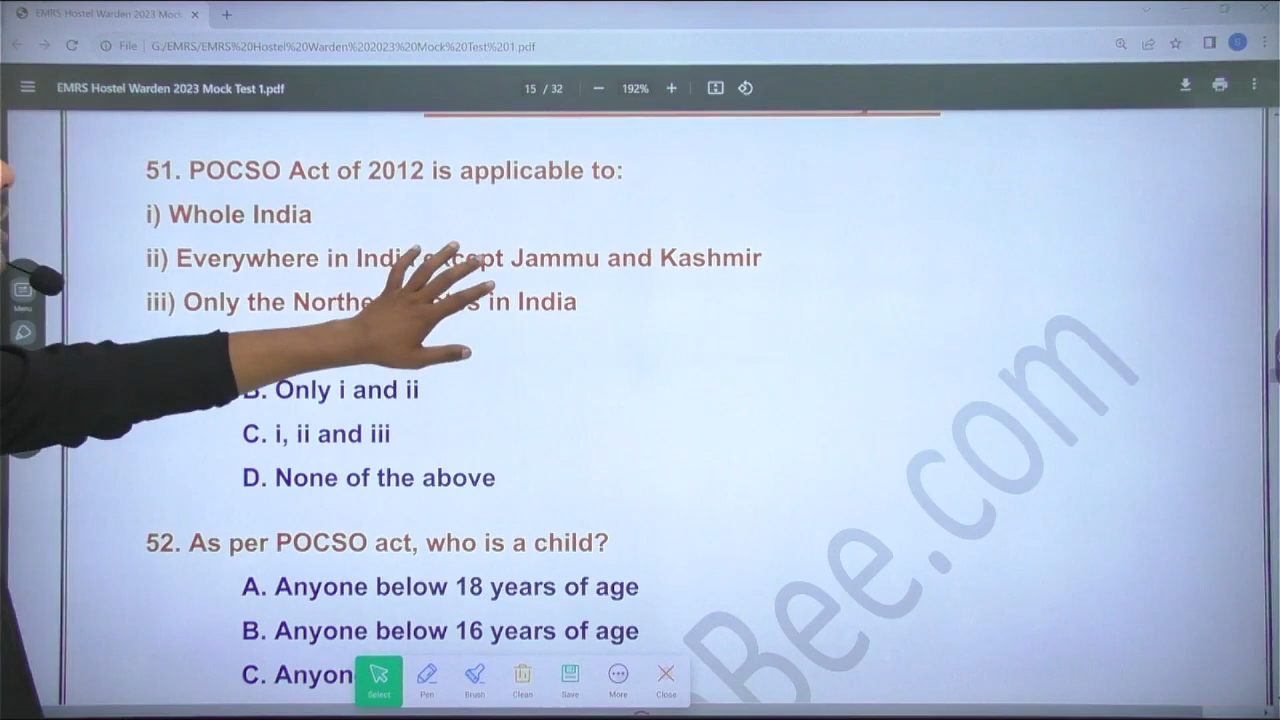 EMRS Hostel Warden 2023 Mock
File G:/EMRS/EMRS%20Hostel%20Warden%202023%20Mock%20Test%201.pdf
EMRS Hostel Warden 2023 Mock Test 1.pdf 15 / 32 192%
51. POCSO Act of 2012 is applicable to:
i) Whole India
ii) Everywhere in India except Jammu and Kashmir
iii) Only the in India
B. Only i and ii
C. i, ii and iii
D. None of the above
52. As per POCSO act, who is a child?
A. Anyone below 18 years of age
B. Anyone below 16 years of age
C.
Menu
Select Pen Brush Clean Save More Close
Bee.com
S